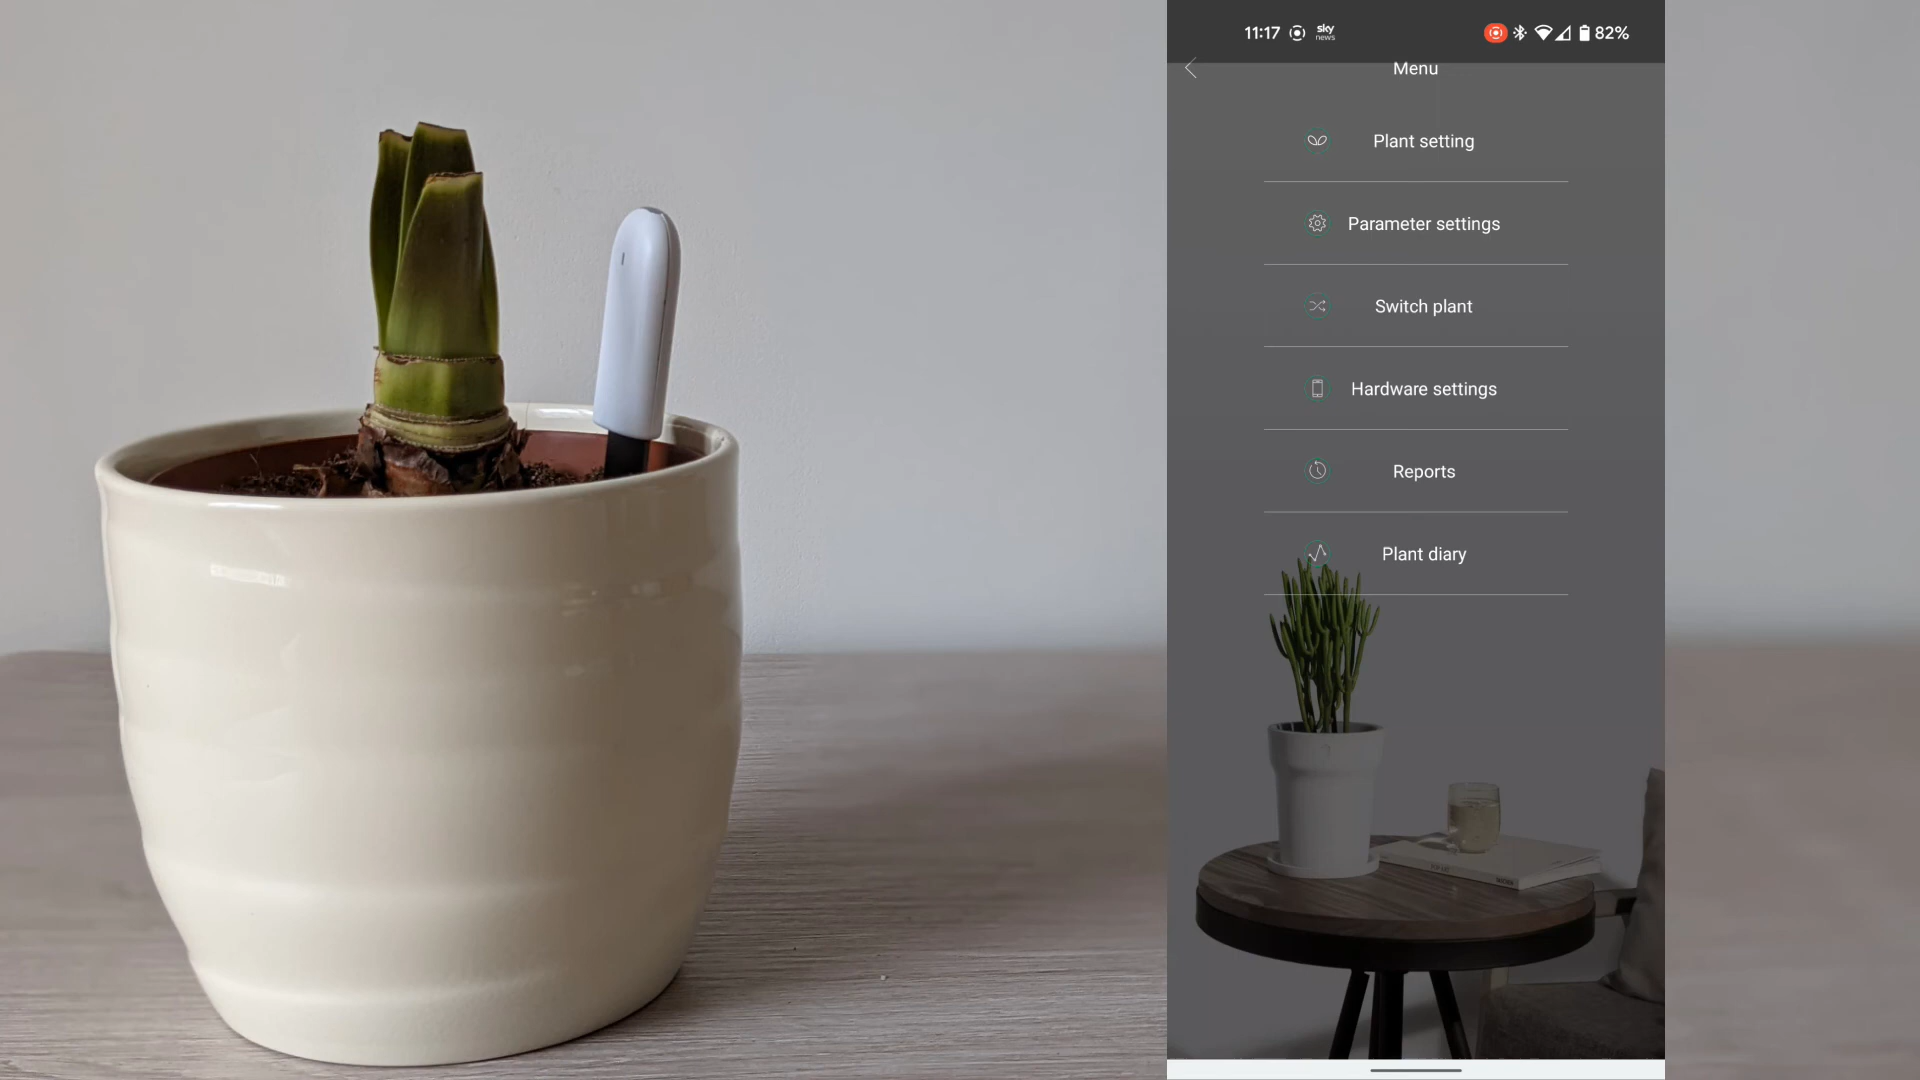 11:17 sky news 82%
Menu
Plant setting
Parameter settings
Switch plant
Hardware settings
Reports
Plant diary